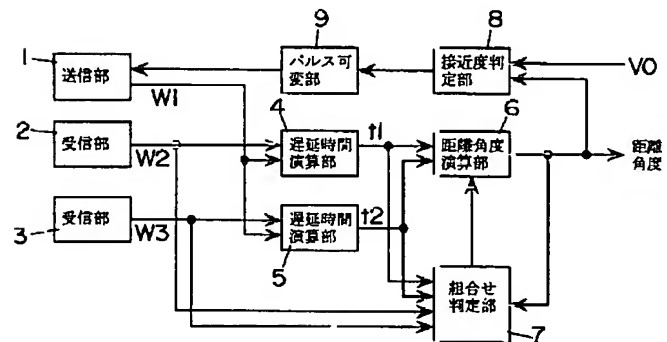 1
送信部
W1
9
パルス可
変部
8
接近度判
定部
V0
2
受信部
W2
4
遅延時間
演算部
t1
6
距離角度
演算部
距離
角度
3
受信部
W3
5
遅延時間
演算部
t2
7
組合せ
判定部